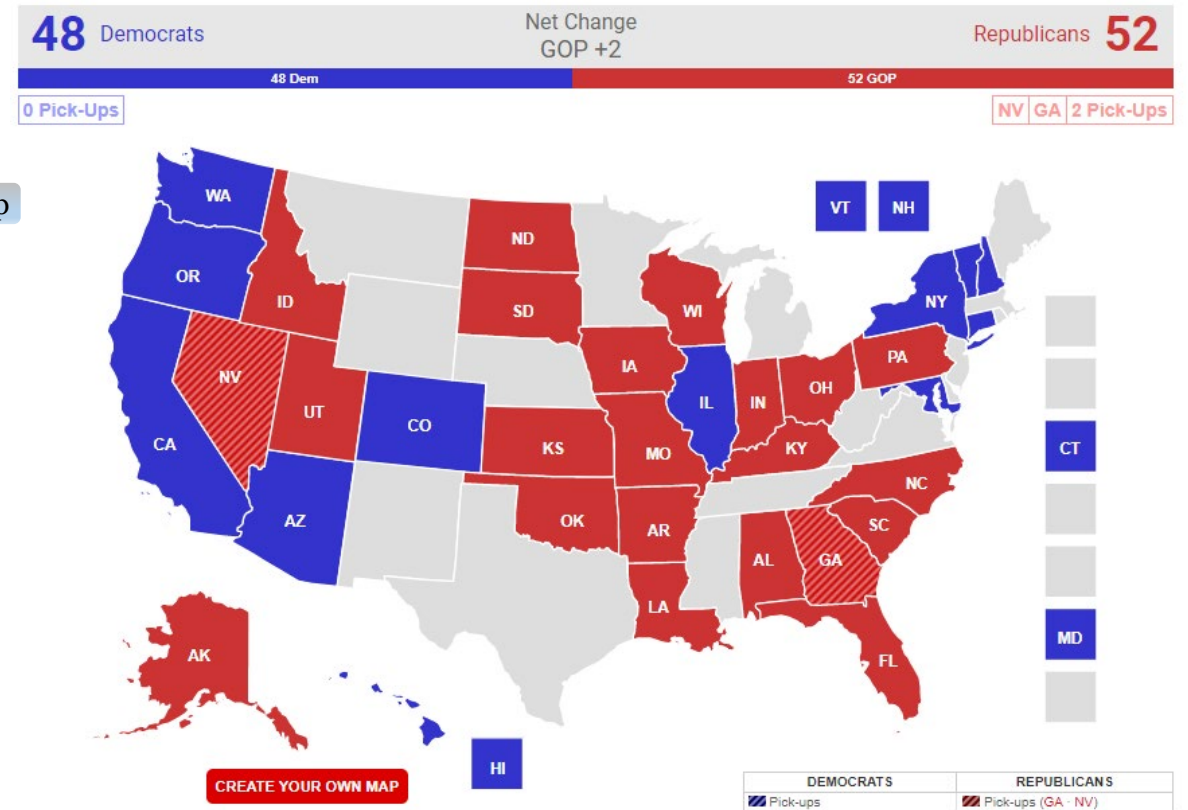 48 Democrats
Net Change
GOP +2
Republicans 52
48 Dem
52 GOP
0 Pick-Ups
NV GA 2 Pick-Ups
p
WA
VT
NH
ND
OR
ID
SD
WI
NY
NV
IA
PA
UT
CO
IL
IN
OH
CA
KS
MO
KY
CT
AZ
NC
OK
AR
SC
AL
GA
LA
MD
AK
FL
HI
CREATE YOUR OWN MAP
DEMOCRATS
REPUBLICANS
Pick-ups
Pick-ups (GA · NV)